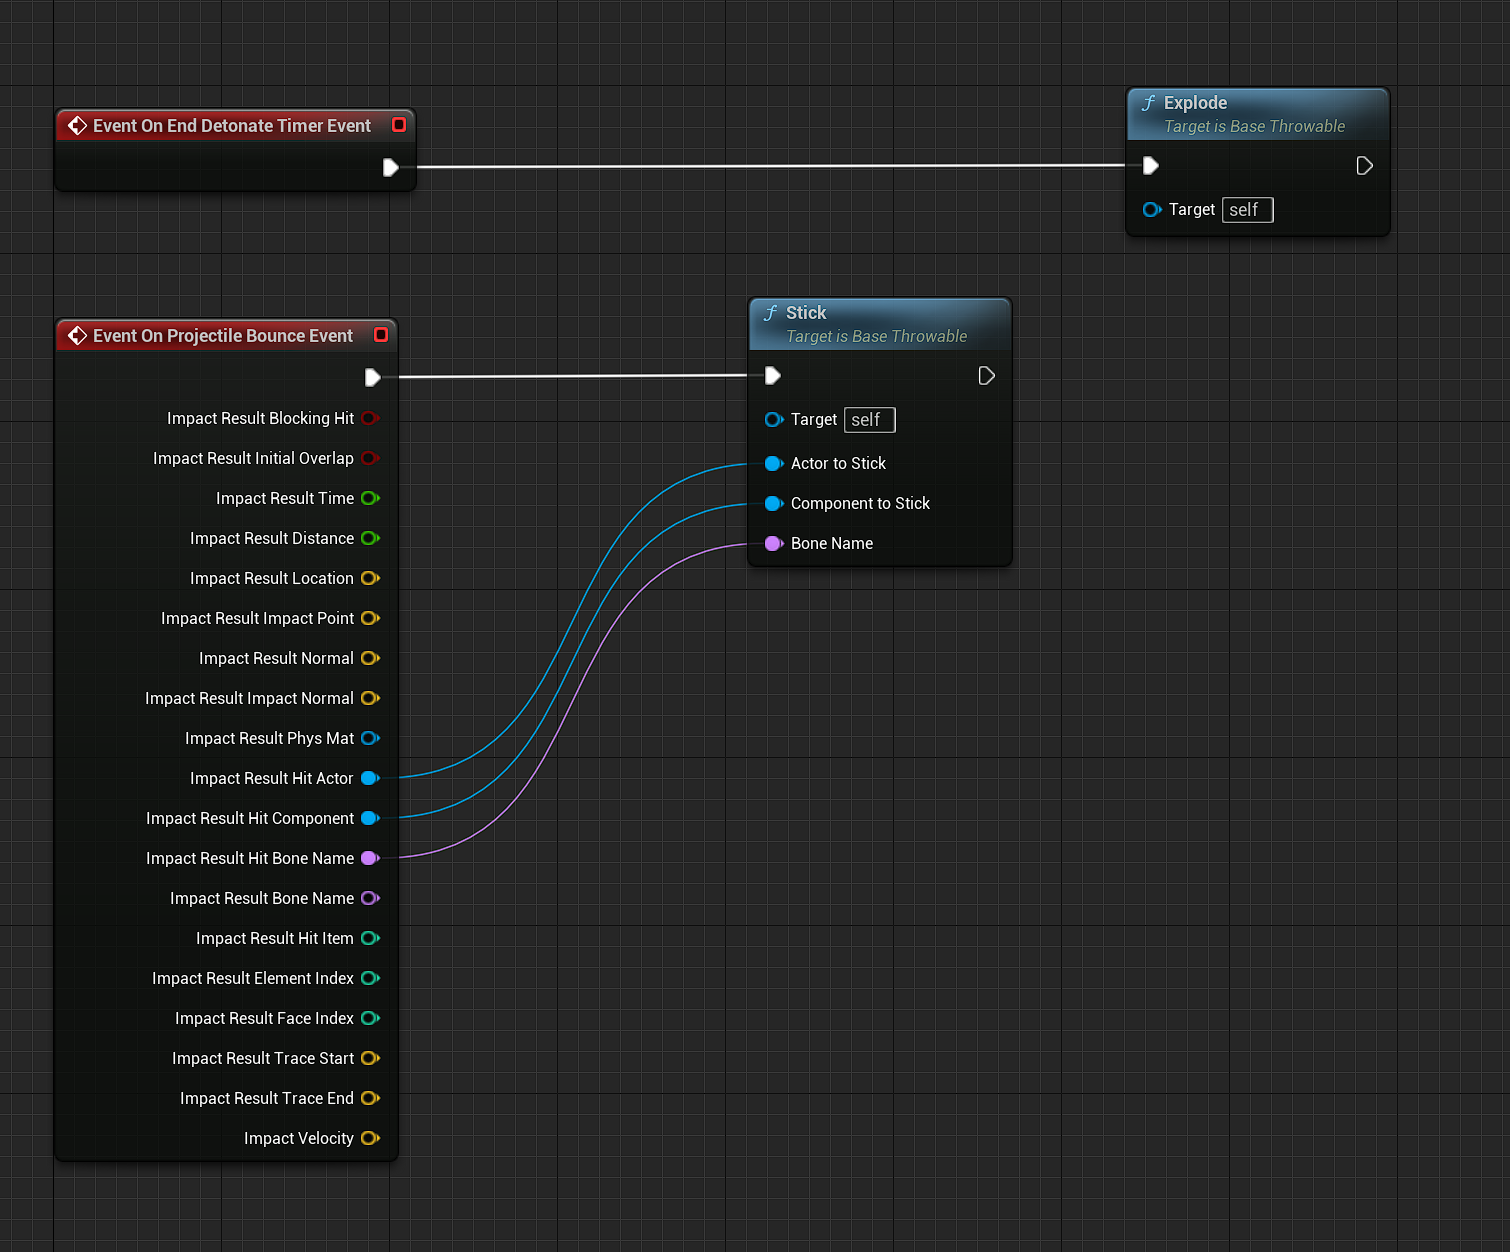 Event On End Detonate Timer Event
Explode
Target is Base Throwable
Target self
Event On Projectile Bounce Event
Impact Result Blocking Hit
Impact Result Initial Overlap
Impact Result Time
Impact Result Distance
Impact Result Location
Impact Result Impact Point
Impact Result Normal
Impact Result Impact Normal
Impact Result Phys Mat
Impact Result Hit Actor
Impact Result Hit Component
Impact Result Hit Bone Name
Impact Result Bone Name
Impact Result Hit Item
Impact Result Element Index
Impact Result Face Index
Impact Result Trace Start
Impact Result Trace End
Impact Velocity
f Stick
Target is Base Throwable
Target self
Actor to Stick
Component to Stick
Bone Name